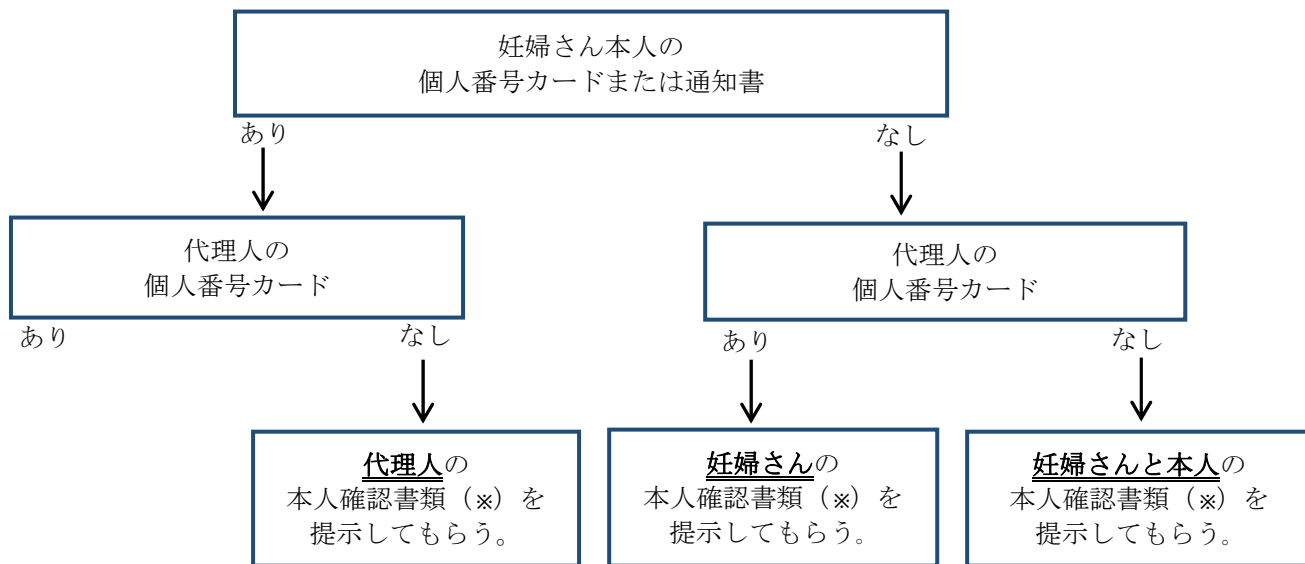 妊婦さん本人の
個人番号カードまたは通知書
あり
なし
代理人の
個人番号カード
代理人の
個人番号カード
あり
なし
あり
なし
代理人の
本人確認書類（※）を
提示してもらう。
妊婦さんの
本人確認書類（※）を
提示してもらう。
妊婦さんと本人の
本人確認書類（※）を
提示してもらう。